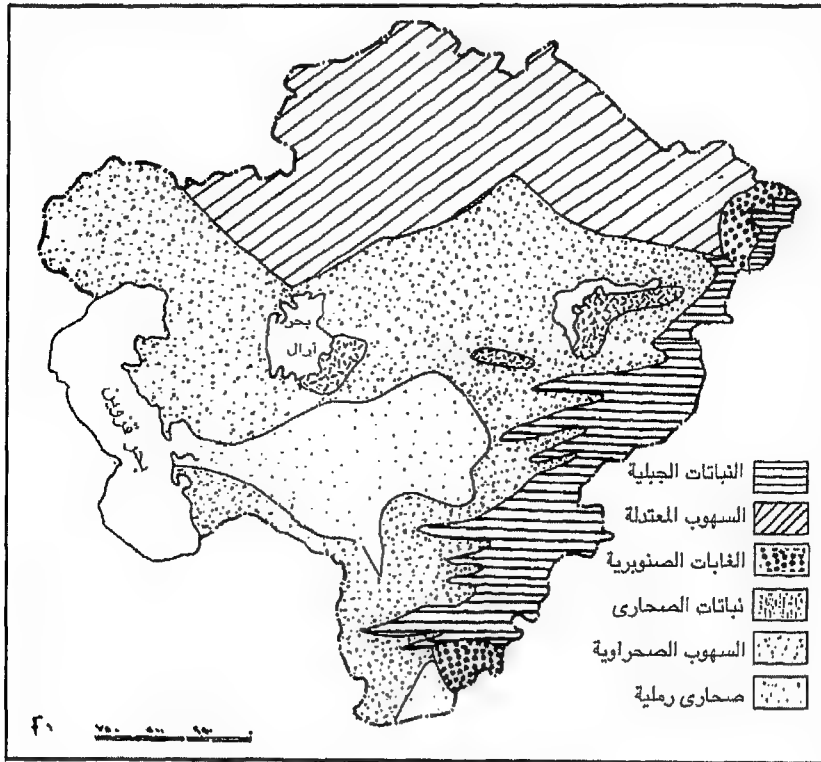 بحر
آرال
بحر قزوين
النباتات الجبلية
السهوب المعتدلة
الغابات الصنوبرية
نباتات الصحارى
السهوب الصحراوية
صحارى رملية